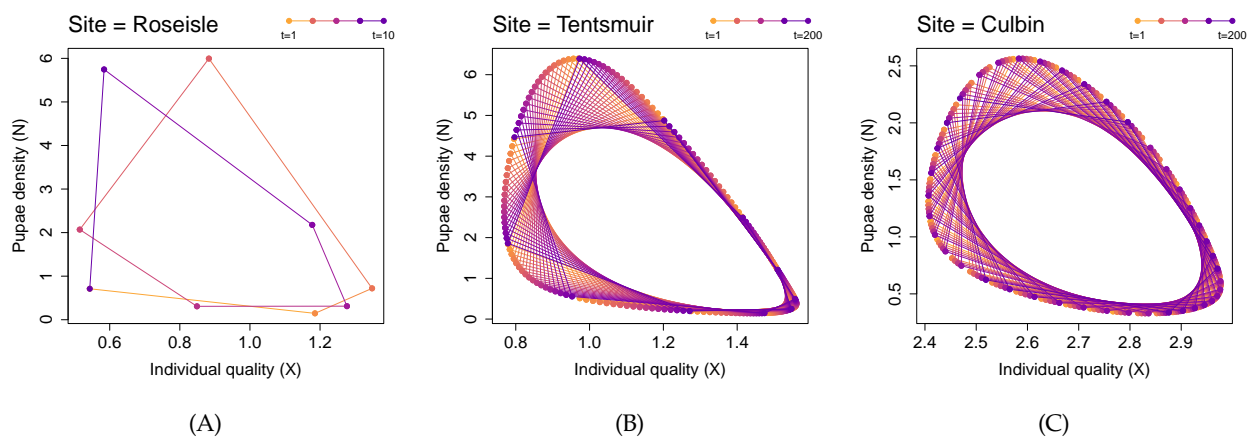 Site = Roseisle
t=1
t=10
Pupae density (N)
6
5
4
3
2
1
0
0.6
0.8
1.0
1.2
Individual quality (X)
(A)
Site = Tentsmuir
t=1
t=200
Pupae density (N)
6
5
4
3
2
1
0
0.8
1.0
1.2
1.4
Individual quality (X)
(B)
Site = Culbin
t=1
t=200
Pupae density (N)
2.5
2.0
1.5
1.0
0.5
2.4
2.5
2.6
2.7
2.8
2.9
Individual quality (X)
(C)